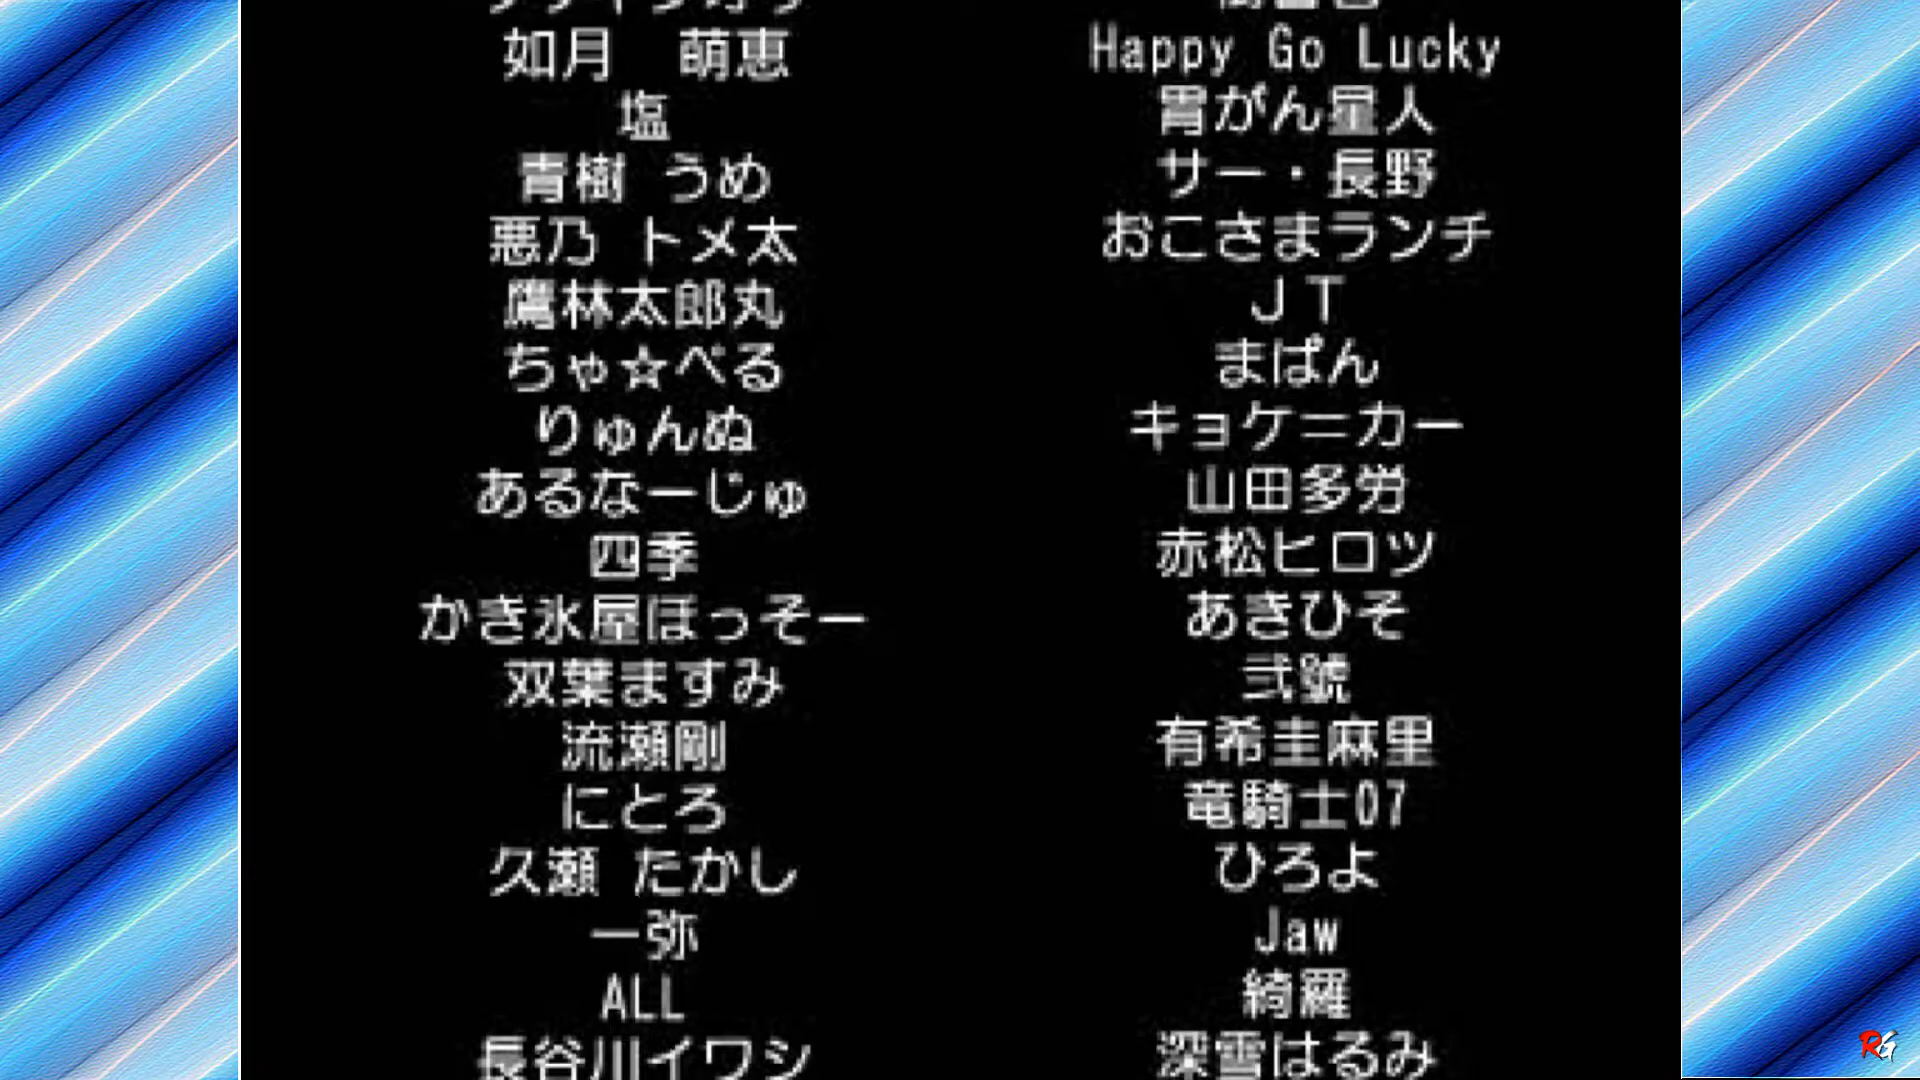 如月　萌恵
塩
青樹 うめ
悪乃 トメ太
鷹林太郎丸
ちゃ☆べる
りゅんぬ
あるなーじゅ
四季
かき氷屋ほっそー
双葉ますみ
流瀬剛
にとろ
久瀬 たかし
一弥
ALL
長谷川イワシ
Happy Go Lucky
胃がん星人
サー・長野
おこさまランチ
ＪＴ
まぱん
キョケ＝カー
山田多労
赤松ヒロツ
あきひそ
弐號
有希圭麻里
竜騎士07
ひろよ
Jaw
綺羅
深雪はるみ
RG